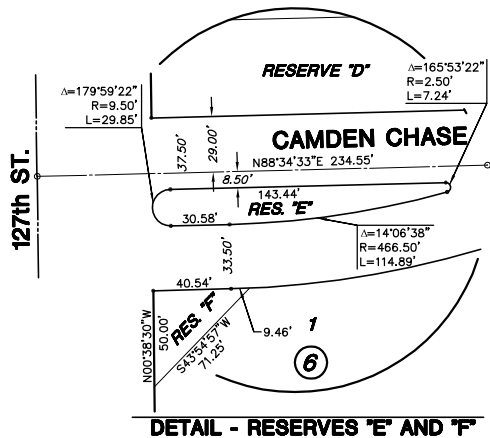 RESERVE "D"
Δ=179°59'22"
R=9.50'
L=29.85'
Δ=165°53'22"
R=2.50'
L=7.24'
37.50'
29.00'
CAMDEN CHASE
N88°34'33"E 234.55'
127th ST.
8.50'
143.44'
RES. "E"
30.58'
33.50'
Δ=14°06'38"
R=466.50'
L=114.89'
40.54'
N00°38'30"W
50.00'
RES. "F"
S43°54'57"W
71.25'
9.46'
1
6
DETAIL - RESERVES "E" AND "F"